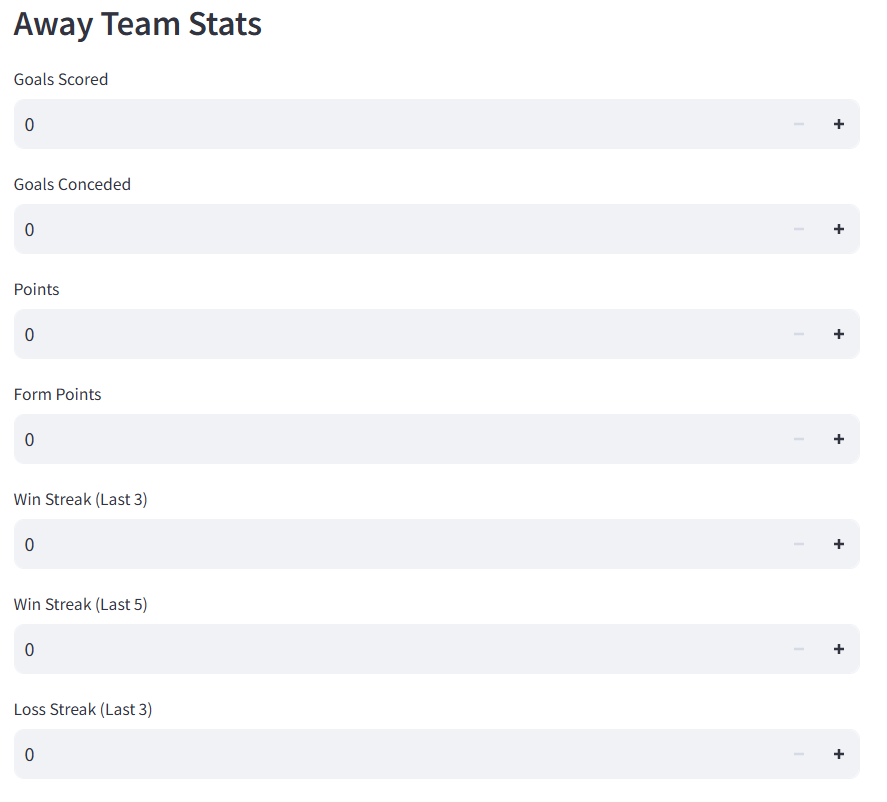 Away Team Stats
Goals Scored
0
Goals Conceded
0
Points
0
Form Points
0
Win Streak (Last 3)
0
Win Streak (Last 5)
0
Loss Streak (Last 3)
0